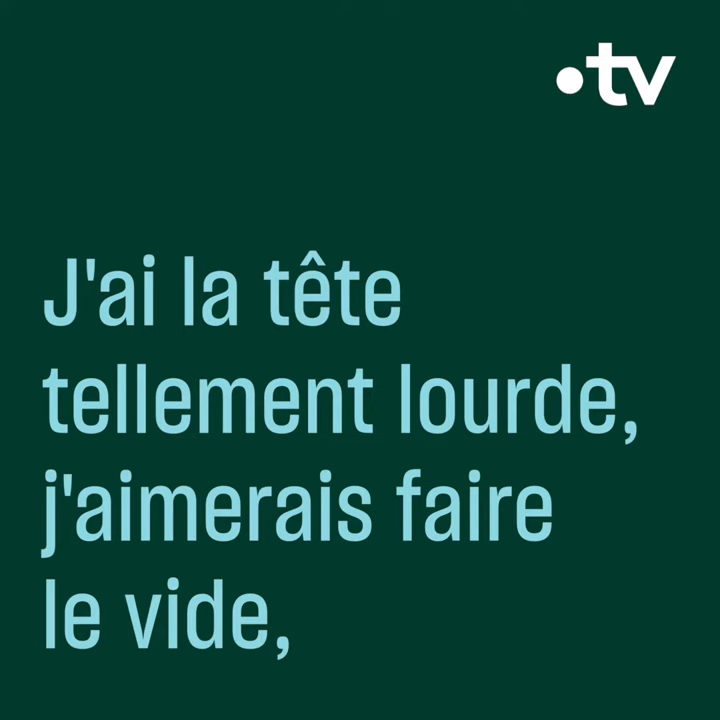 .tv
J'ai la tête
tellement lourde,
j'aimerais faire
le vide,